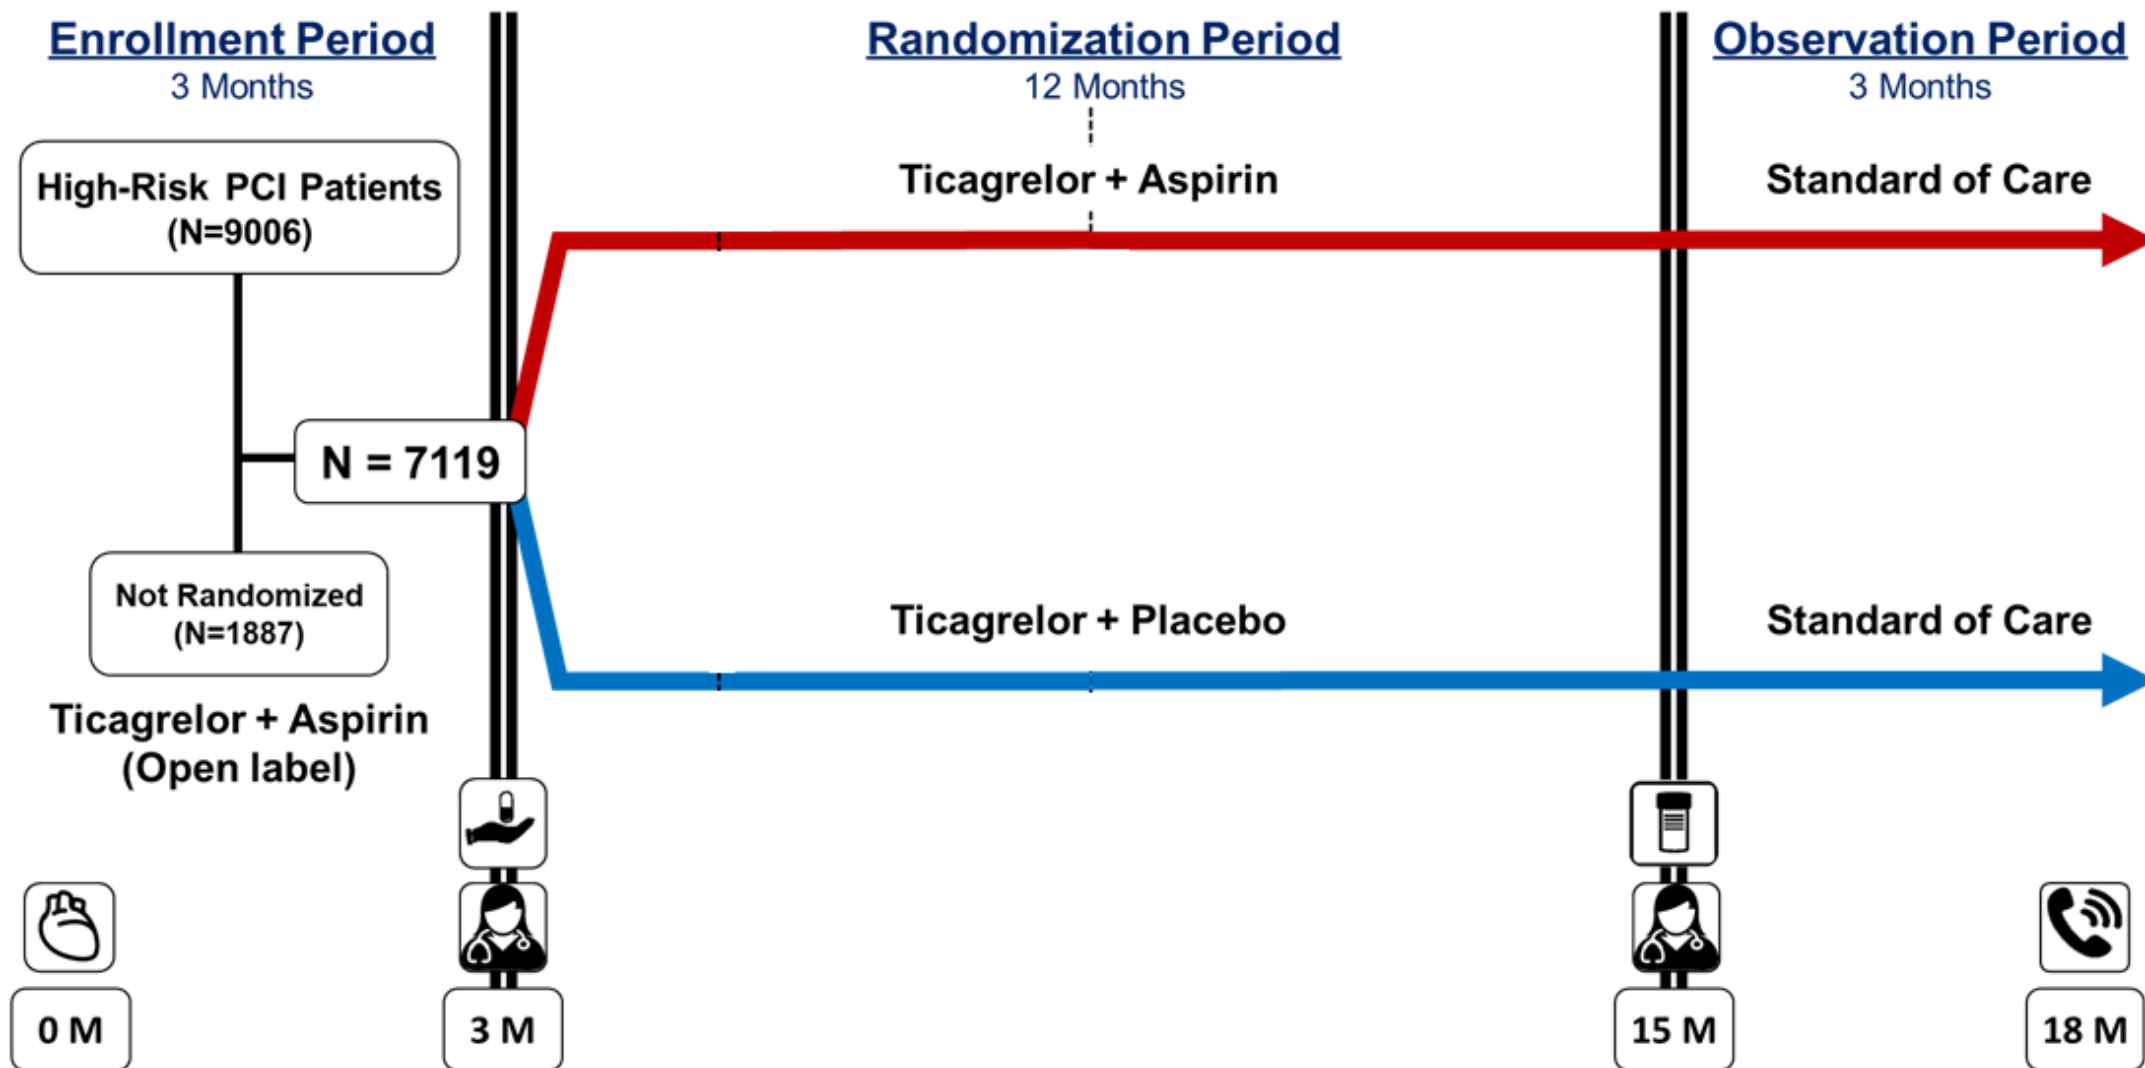 Enrollment Period
3 Months
Randomization Period
12 Months
Observation Period
3 Months
High-Risk PCI Patients
(N=9006)
Ticagrelor + Aspirin
Standard of Care
N = 7119
Not Randomized
(N=1887)
Ticagrelor + Aspirin
(Open label)
Ticagrelor + Placebo
Standard of Care
0 M
3 M
15 M
18 M